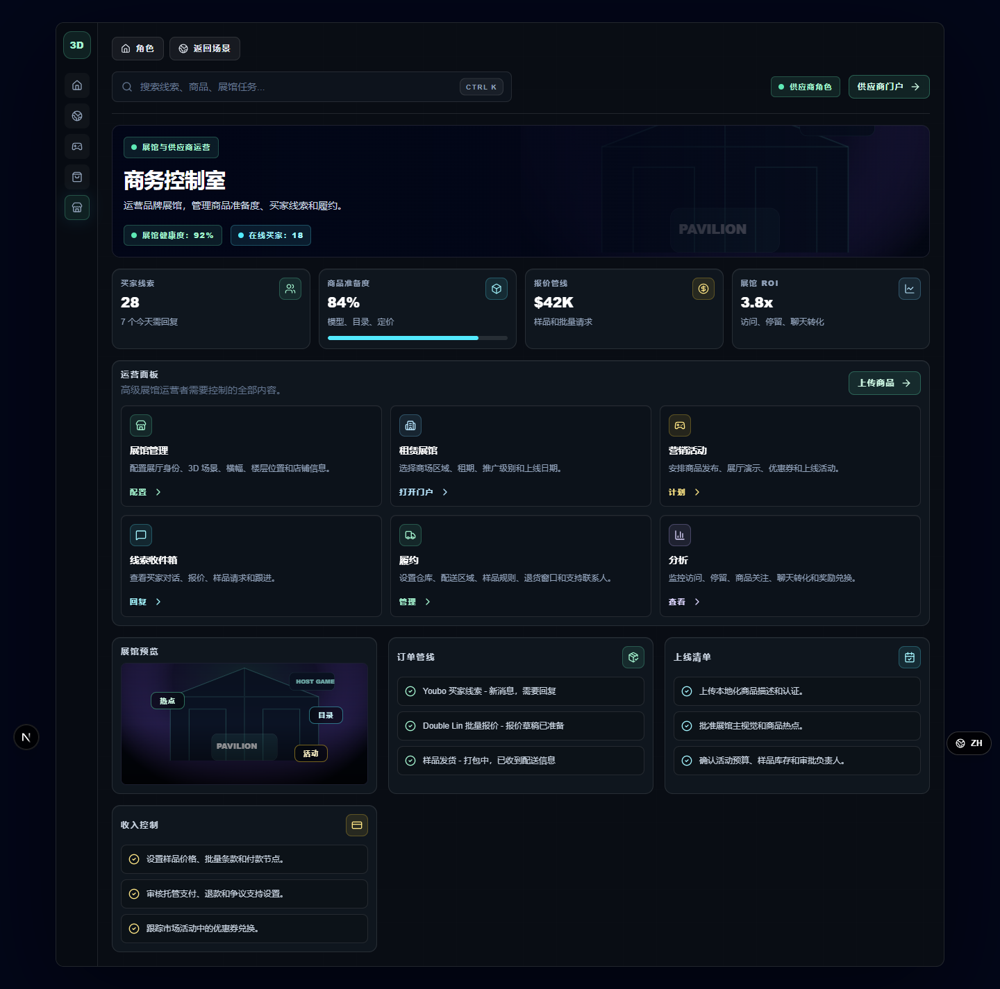 3D
角色
返回场景
搜索线索、商品、展馆任务...
CTRL K
供应商角色
供应商门户
展馆与供应商运营
商务控制室
运营品牌展馆，管理商品准备度、买家线索和履约。
展馆健康度：92%
在线买家：18
PAVILION
买家线索
28
7 个今天需回复
商品准备度
84%
模型、目录、定价
报价管线
$42K
样品和批量请求
展馆 ROI
3.8x
访问、停留、聊天转化
运营面板
高级展馆运营者需要控制的全部内容。
上传商品
展馆管理
配置展厅身份、3D 场景、横幅、楼层位置和店铺信息。
配置
租赁展馆
选择商场区域、租期、推广级别和上线日期。
打开门户
营销活动
安排商品发布、展厅演示、优惠券和上线活动。
计划
线索收件箱
查看买家对话、报价、样品请求和跟进。
回复
履约
设置仓库、配送区域、样品规则、退货窗口和支持联系人。
管理
分析
监控访问、停留、商品关注、聊天转化和奖励兑换。
查看
展馆预览
HOST GAME
热点
目录
PAVILION
活动
订单管线
Youbo 买家线索 - 新消息，需要回复
Double Lin 批量报价 - 报价草稿已准备
样品发货 - 打包中，已收到配送信息
上线清单
上传本地化商品描述和认证。
批准展馆主视觉和商品热点。
确认活动预算、样品库存和审批负责人。
收入控制
设置样品价格、批量条款和付款节点。
审核托管支付、退款和争议支持设置。
跟踪市场活动中的优惠券兑换。
N
ZH